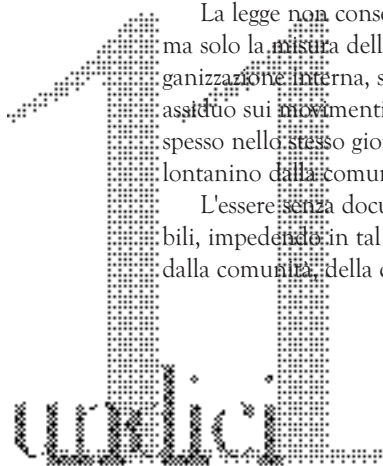 La legge non conse
ma solo la misura dell
ganizzazione interna, s
assiduo sui movimenti
spesso nello stesso gio
lontanino dalla comun
L'essere senza docu
bili, impedendo in tal
dalla comunità, della c
11
undici